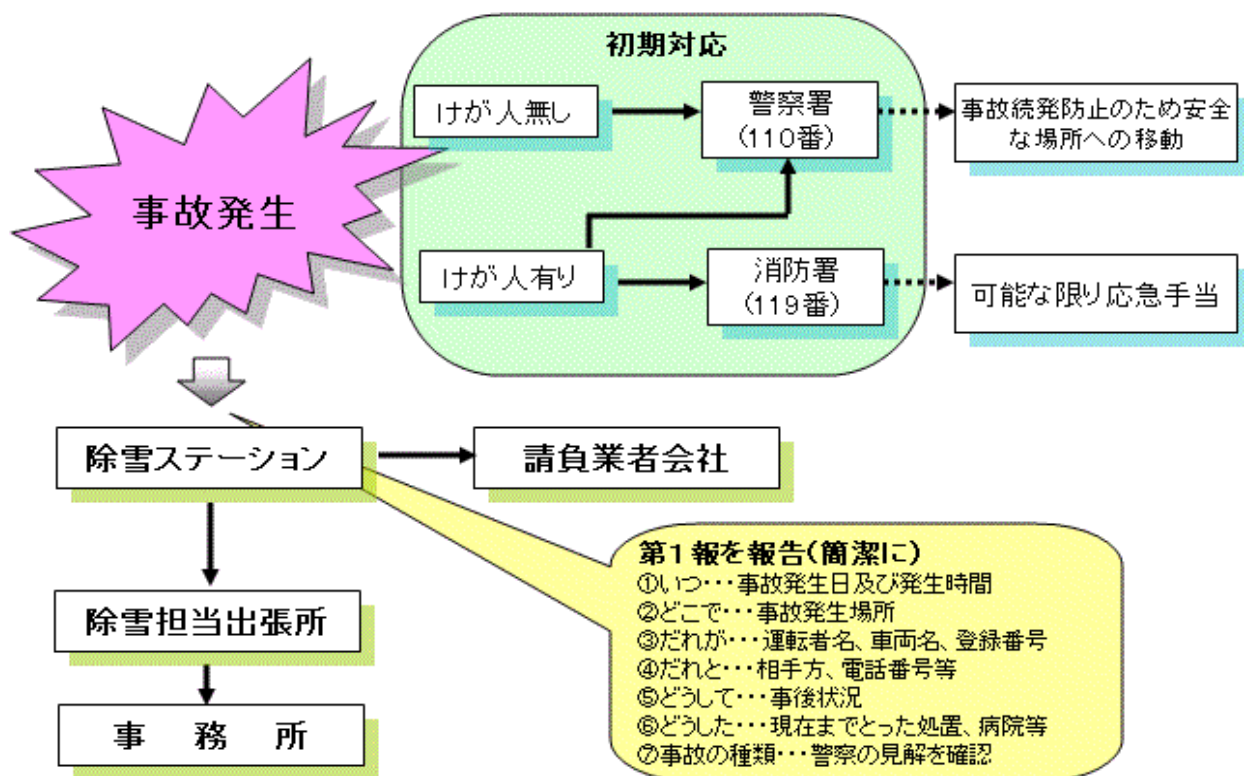 初期対応
けが人無し
警察署
(110番)
事故続発防止のため安全
な場所への移動
事故発生
けが人有り
消防署
(119番)
可能な限り応急手当
除雪ステーション
請負業者会社
除雪担当出張所
事 務 所
第1報を報告(簡潔に)
①いつ・・・事故発生日及び発生時間
②どこで・・・事故発生場所
③だれが・・・運転者名、車両名、登録番号
④だれと・・・相手方、電話番号等
⑤どうして・・・事後状況
⑥どうした・・・現在までとった処置、病院等
⑦事故の種類・・・警察の見解を確認